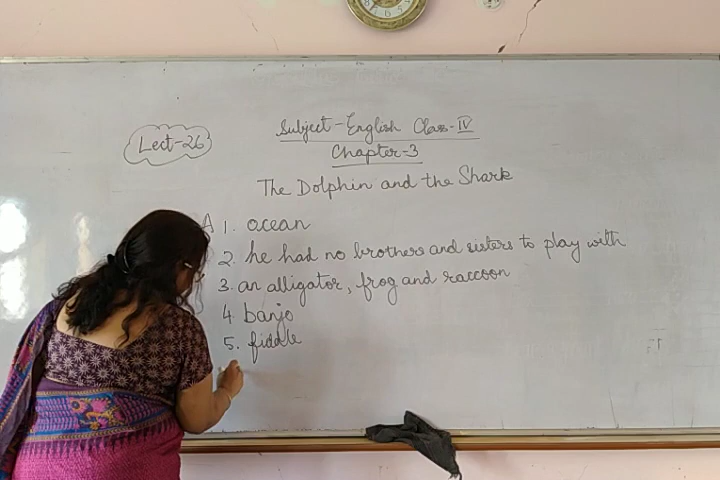 Lect-26
Subject-English Class-IV
Chapter-3
The Dolphin and the Shark
A 1. ocean
2. he had no brothers and sisters to play with
3. an alligator, frog and raccoon
4. banjo
5. fiddle